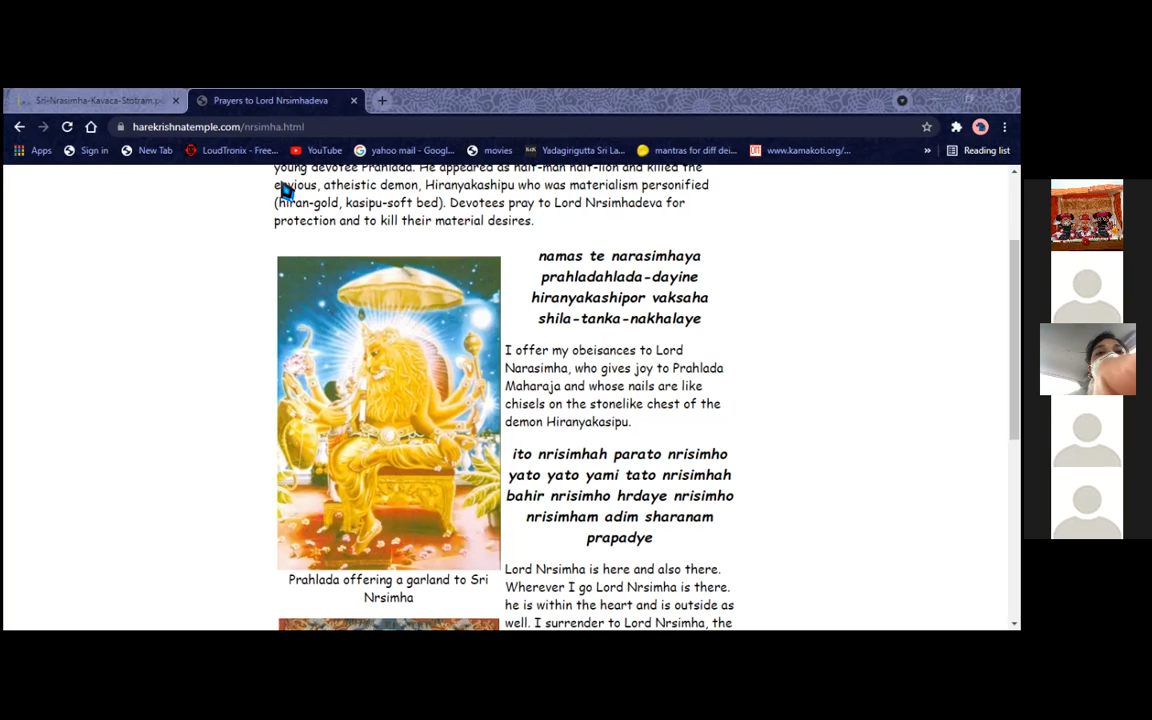 Sri-Nrasimha-Kavaca-Stotram.pd
Prayers to Lord Nrsimhadeva
harekrishnatemple.com/nrsimha.html
Apps Sign in New Tab LoudTronix - Free... YouTube yahoo mail - Googl... movies Yadagirigutta Sri La... mantras for diff dei... www.kamakoti.org/... » Reading list
young devotee Prahlada. He appeared as half-man half-lion and killed the
envious, atheistic demon, Hiranyakashipu who was materialism personified
(hiran-gold, kasipu-soft bed). Devotees pray to Lord Nrsimhadeva for
protection and to kill their material desires.
namas te narasimhaya
prahladahlada-dayine
hiranyakashipor vaksaha
shila-tanka-nakhalaye
I offer my obeisances to Lord
Narasimha, who gives joy to Prahlada
Maharaja and whose nails are like
chisels on the stonelike chest of the
demon Hiranyakasipu.
ito nrisimhah parato nrisimho
yato yato yami tato nrisimhah
bahir nrisimho hrdaye nrisimho
nrisimham adim sharanam
prapadye
Lord Nrsimha is here and also there.
Wherever I go Lord Nrsimha is there.
he is within the heart and is outside as
well. I surrender to Lord Nrsimha, the
Prahlada offering a garland to Sri
Nrsimha